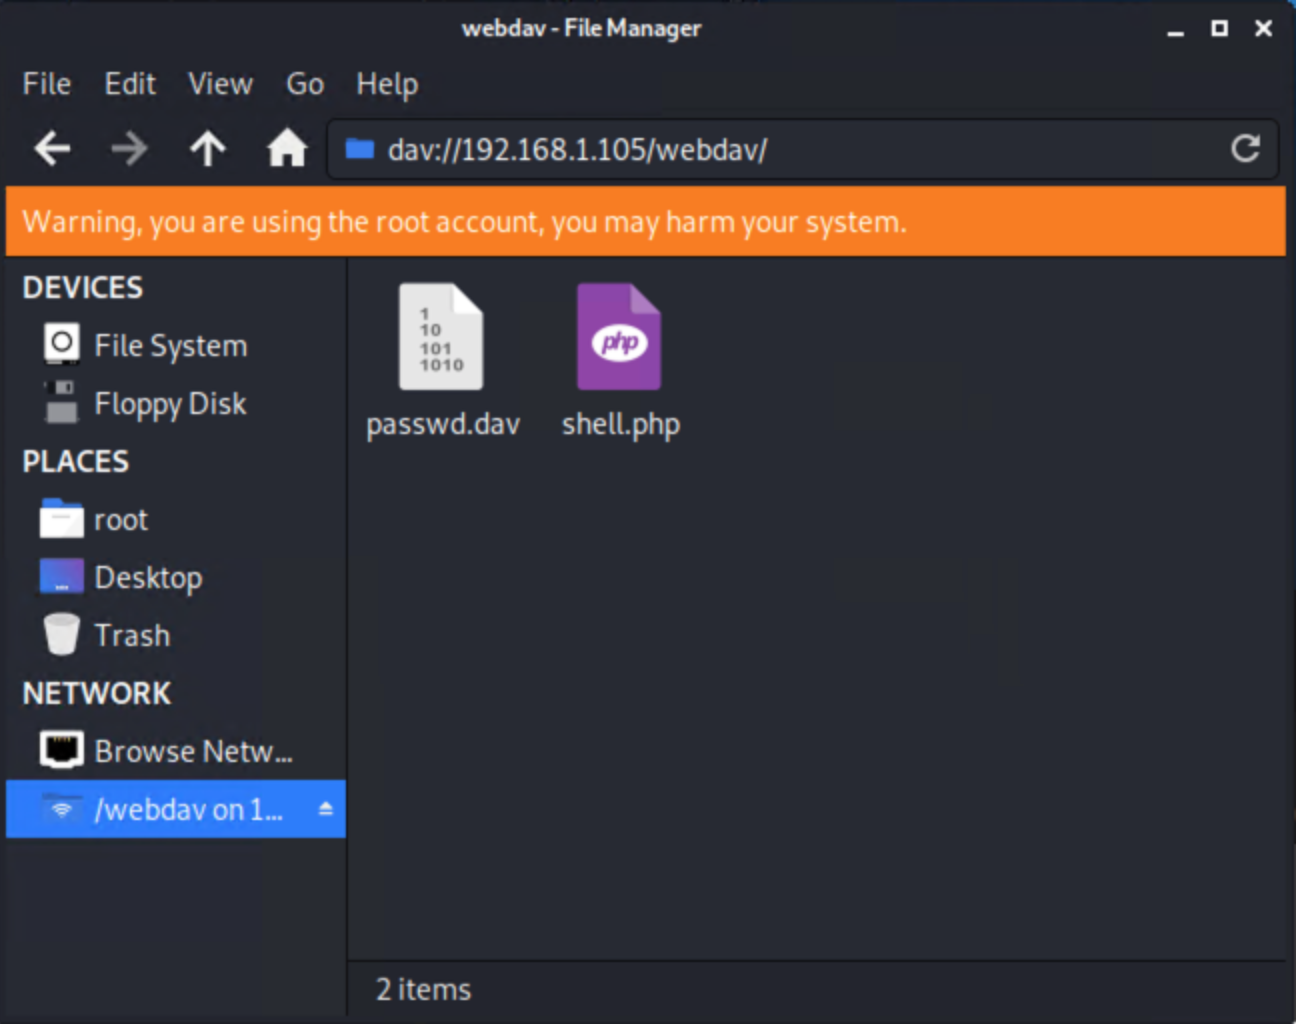 webdav - File Manager
File Edit View Go Help
dav://192.168.1.105/webdav/
Warning, you are using the root account, you may harm your system.
DEVICES
File System
Floppy Disk
PLACES
root
Desktop
Trash
NETWORK
Browse Netw...
/webdav on 1...
1
10
101
1010
passwd.dav
php
shell.php
2 items